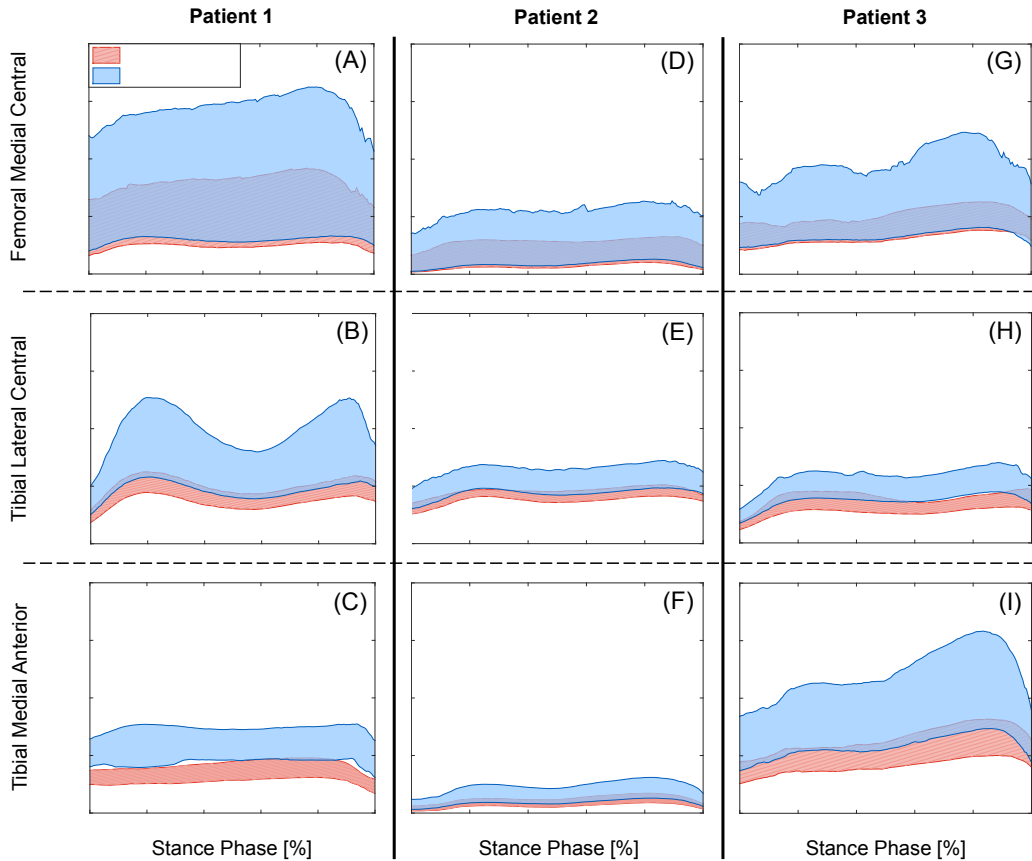 Patient 1
Patient 2
Patient 3
Femoral Medial Central
(A)
(D)
(G)
Tibial Lateral Central
(B)
(E)
(H)
Tibial Medial Anterior
(C)
(F)
(I)
Stance Phase [%]
Stance Phase [%]
Stance Phase [%]